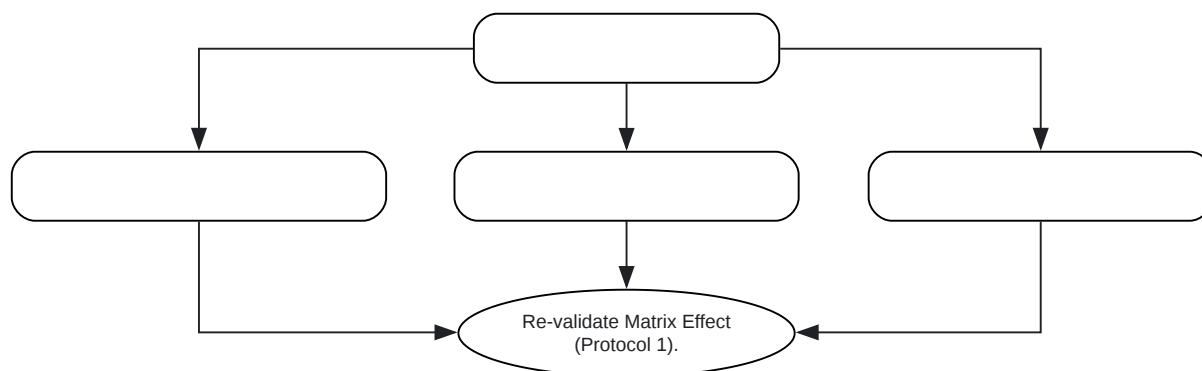 Re-validate Matrix Effect
(Protocol 1).